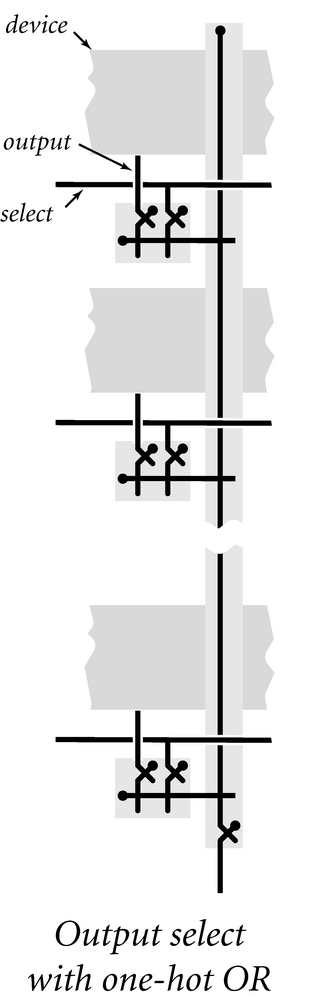 device
output
select
Output select
with one-hot OR